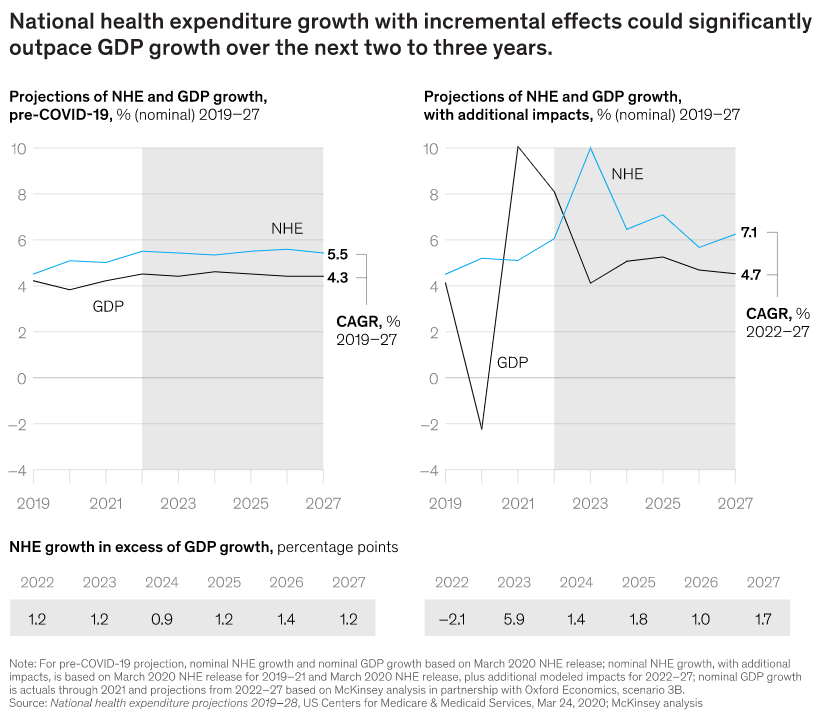 National health expenditure growth with incremental effects could significantly
outpace GDP growth over the next two to three years.
Projections of NHE and GDP growth,
pre-COVID-19, % (nominal) 2019–27
10
8
6
4
2
0
–2
–4
NHE
GDP
5.5
4.3
CAGR, %
2019–27
2019
2021
2023
2025
2027
Projections of NHE and GDP growth,
with additional impacts, % (nominal) 2019–27
10
8
6
4
2
0
–2
–4
NHE
GDP
7.1
4.7
CAGR, %
2022–27
2019
2021
2023
2025
2027
NHE growth in excess of GDP growth, percentage points
2022 2023 2024 2025 2026 2027
1.2 1.2 0.9 1.2 1.4 1.2
2022 2023 2024 2025 2026 2027
–2.1 5.9 1.4 1.8 1.0 1.7
Note: For pre-COVID-19 projection, nominal NHE growth and nominal GDP growth based on March 2020 NHE release; nominal NHE growth, with additional
impacts, is based on March 2020 NHE release for 2019–21 and March 2020 NHE release, plus additional modeled impacts for 2022–27; nominal GDP growth
is actuals through 2021 and projections from 2022–27 based on McKinsey analysis in partnership with Oxford Economics, scenario 3B.
Source: National health expenditure projections 2019–28, US Centers for Medicare & Medicaid Services, Mar 24, 2020; McKinsey analysis